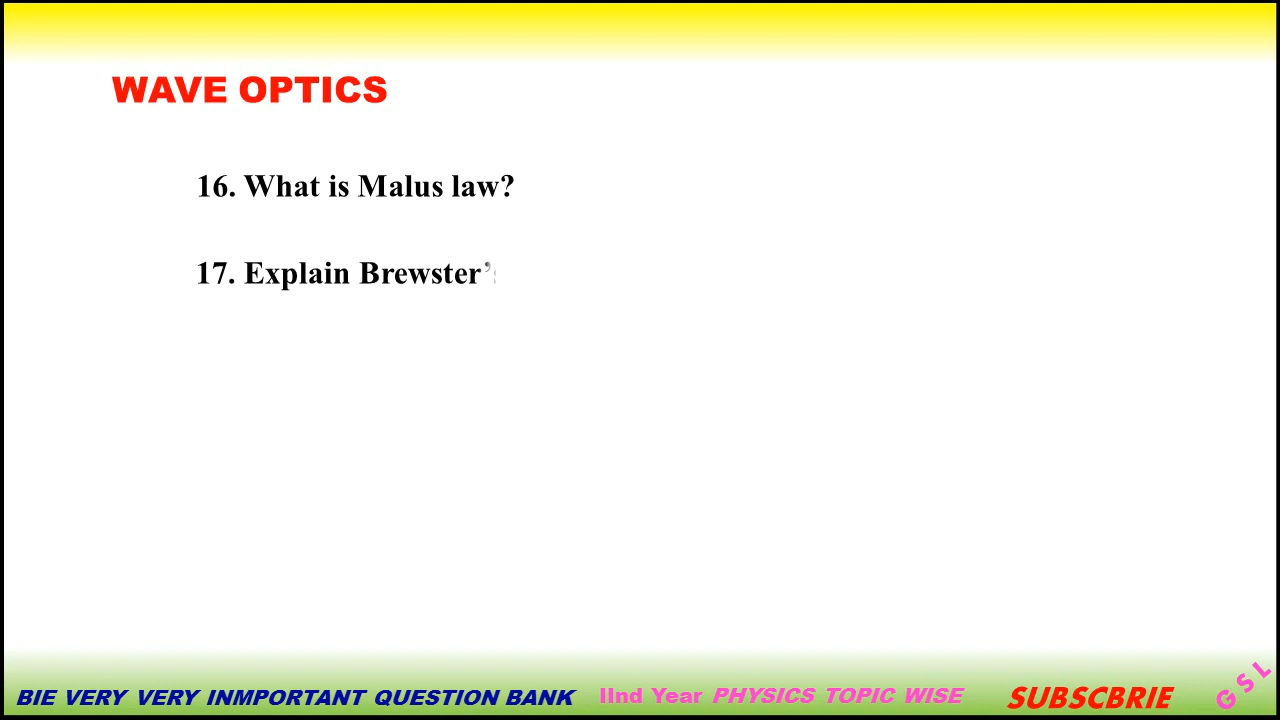 WAVE OPTICS
16. What is Malus law?
17. Explain Brewster’
BIE VERY VERY INMPORTANT QUESTION BANK IInd Year PHYSICS TOPIC WISE SUBSCBRIE GSL